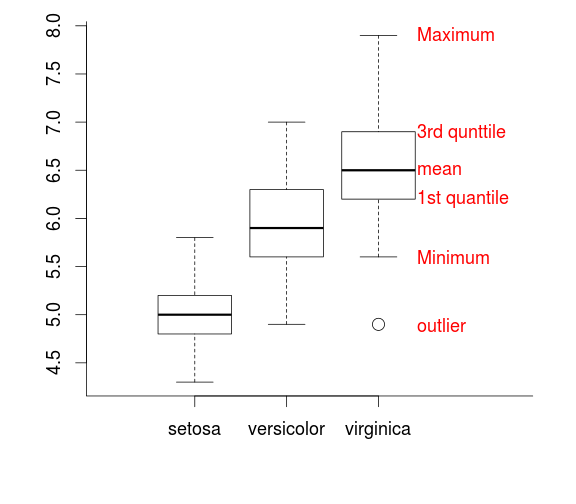 8.0
Maximum
7.5
7.0
3rd qunttile
6.5
mean
1st quantile
6.0
5.5
Minimum
5.0
outlier
4.5
setosa versicolor virginica